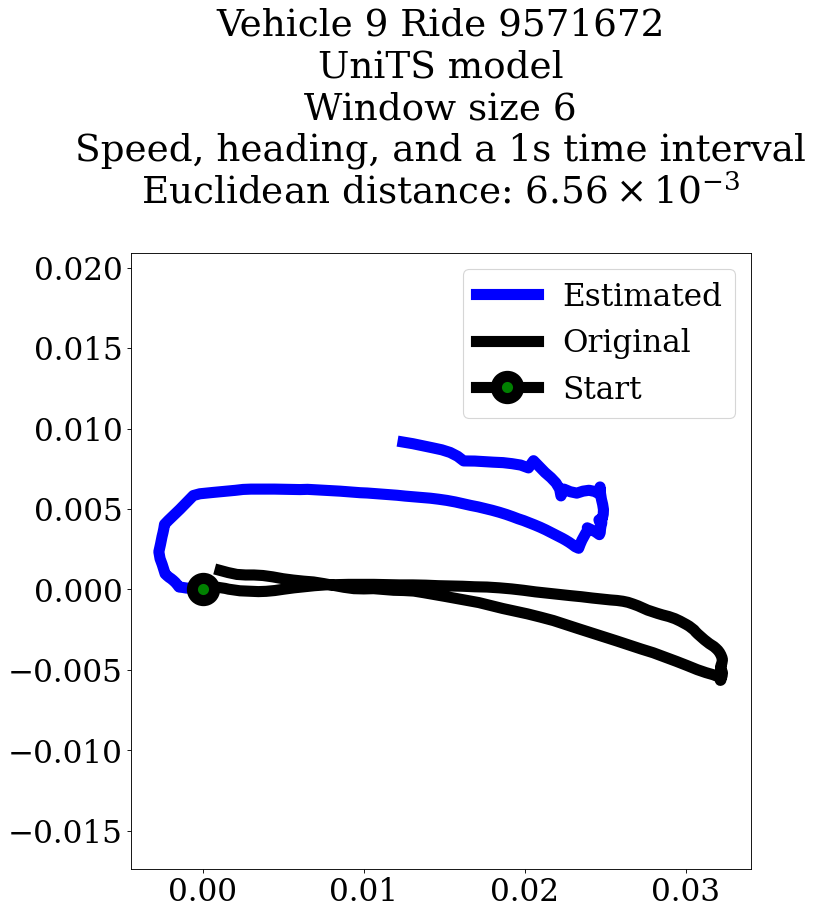 Vehicle 9 Ride 9571672
UniTS model
Window size 6
Speed, heading, and a 1s time interval
Euclidean distance: 6.56 × 10⁻³
Estimated
Original
Start
0.020
0.015
0.010
0.005
0.000
−0.005
−0.010
−0.015
0.00 0.01 0.02 0.03